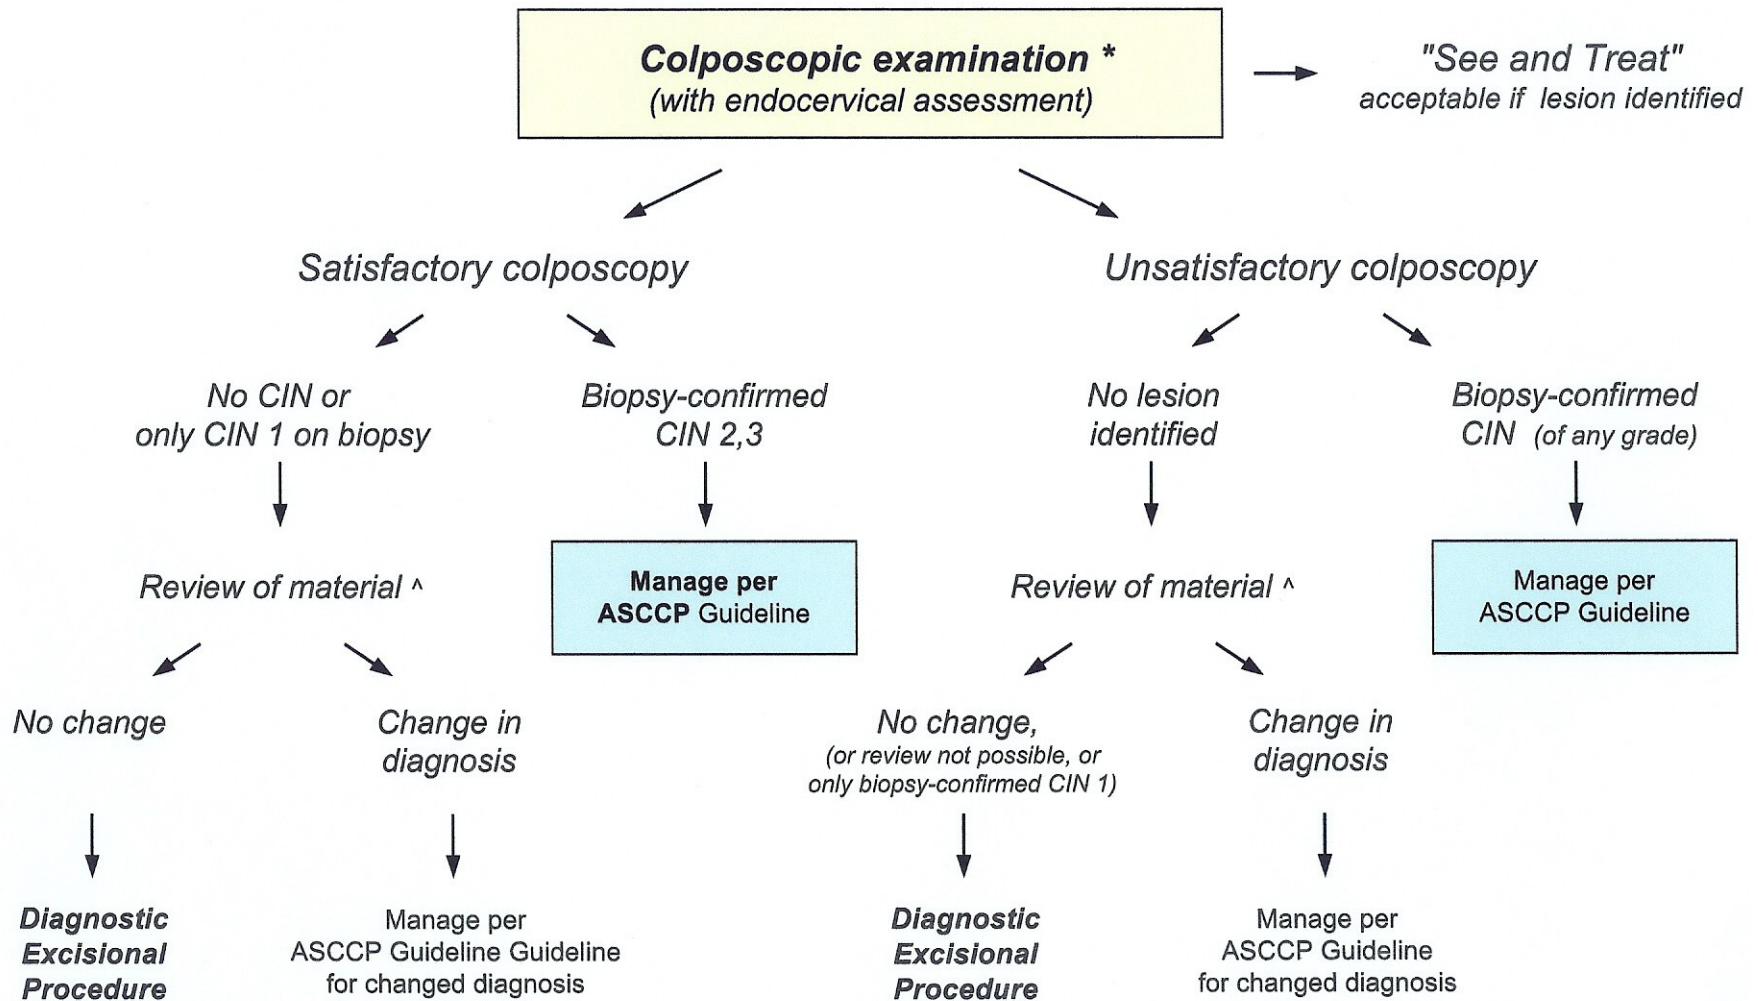 Colposcopic examination *
(with endocervical assessment)
"See and Treat"
acceptable if lesion identified
Satisfactory colposcopy
Unsatisfactory colposcopy
No CIN or
only CIN 1 on biopsy
Biopsy-confirmed
CIN 2,3
No lesion
identified
Biopsy-confirmed
CIN (of any grade)
Review of material ^
Manage per
ASCCP Guideline
Review of material ^
Manage per
ASCCP Guideline
No change
Change in
diagnosis
No change,
(or review not possible, or
only biopsy-confirmed CIN 1)
Change in
diagnosis
Diagnostic
Excisional
Procedure
Manage per
ASCCP Guideline Guideline
for changed diagnosis
Diagnostic
Excisional
Procedure
Manage per
ASCCP Guideline
for changed diagnosis